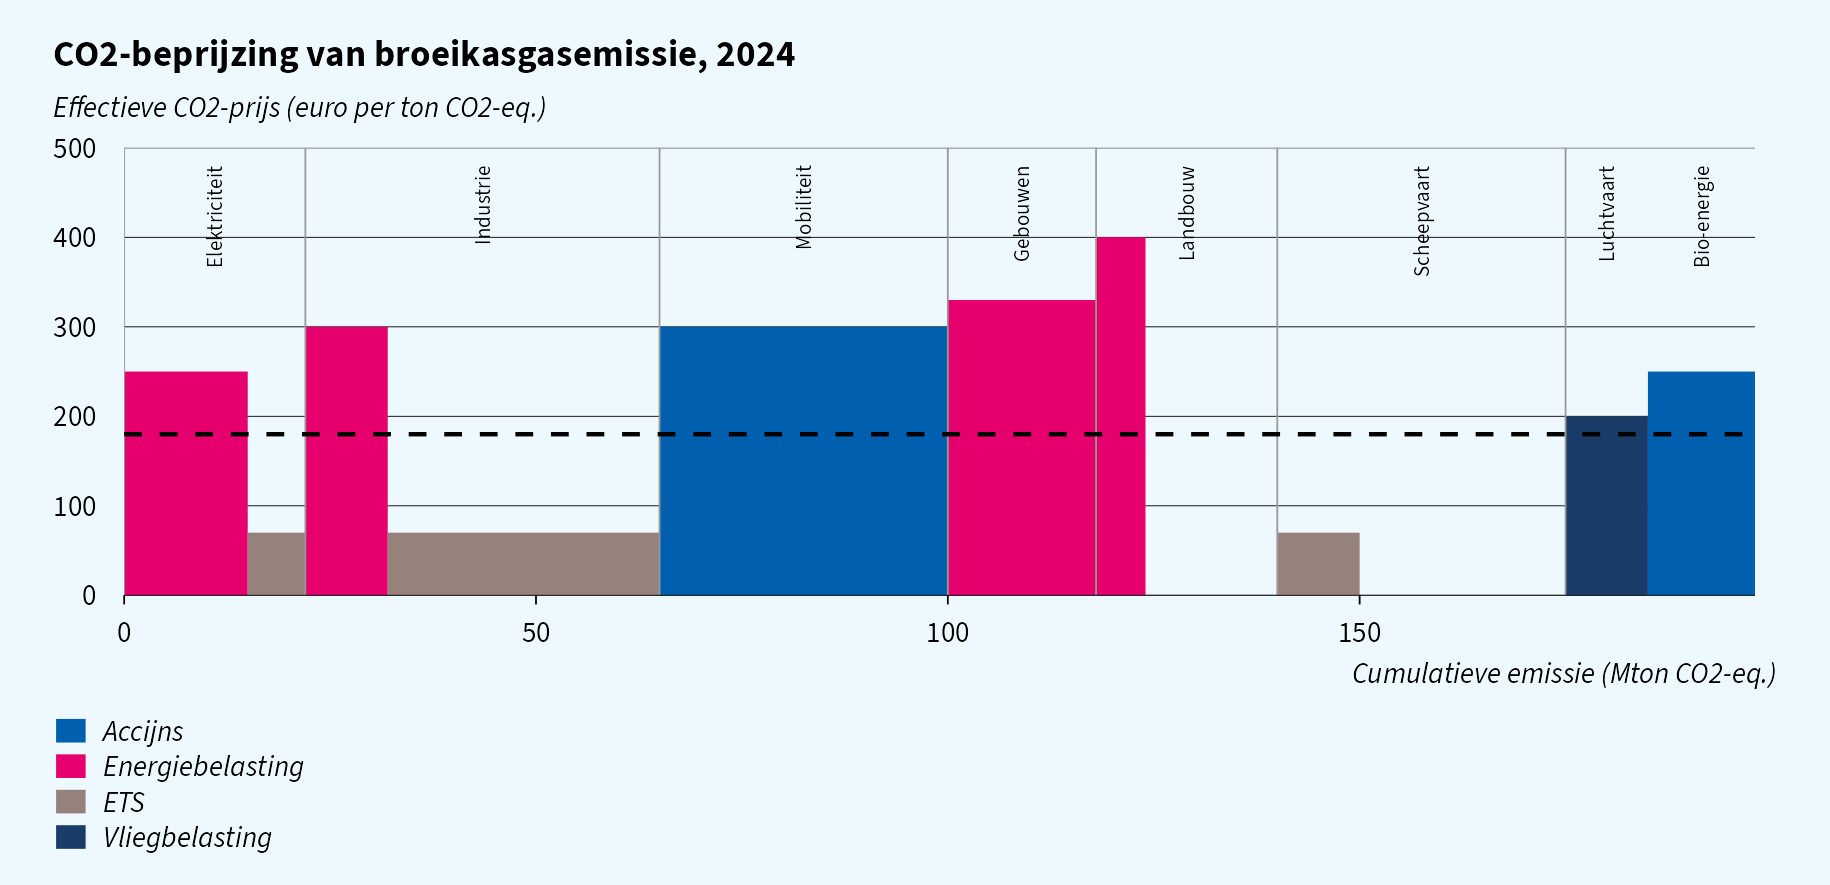 CO2-beprijzing van broeikasgasemissie, 2024
Effectieve CO2-prijs (euro per ton CO2-eq.)
500
400
300
200
100
0
Elektriciteit
Industrie
Mobiliteit
Gebouwen
Landbouw
Scheepvaart
Luchtvaart
Bio-energie
0 50 100 150
Cumulatieve emissie (Mton CO2-eq.)
Accijns
Energiebelasting
ETS
Vliegbelasting